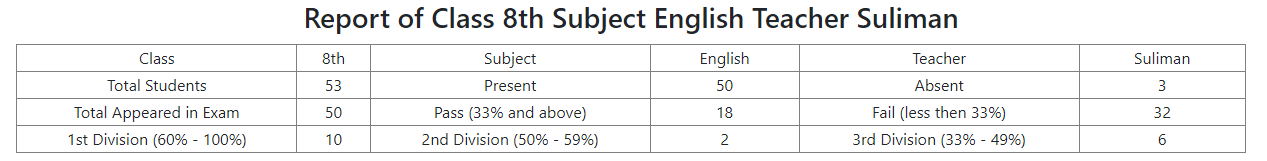 Report of Class 8th Subject English Teacher Suliman
Class 8th Subject English Teacher Suliman
Total Students 53 Present 50 Absent 3
Total Appeared in Exam 50 Pass (33% and above) 18 Fail (less then 33%) 32
1st Division (60% - 100%) 10 2nd Division (50% - 59%) 2 3rd Division (33% - 49%) 6